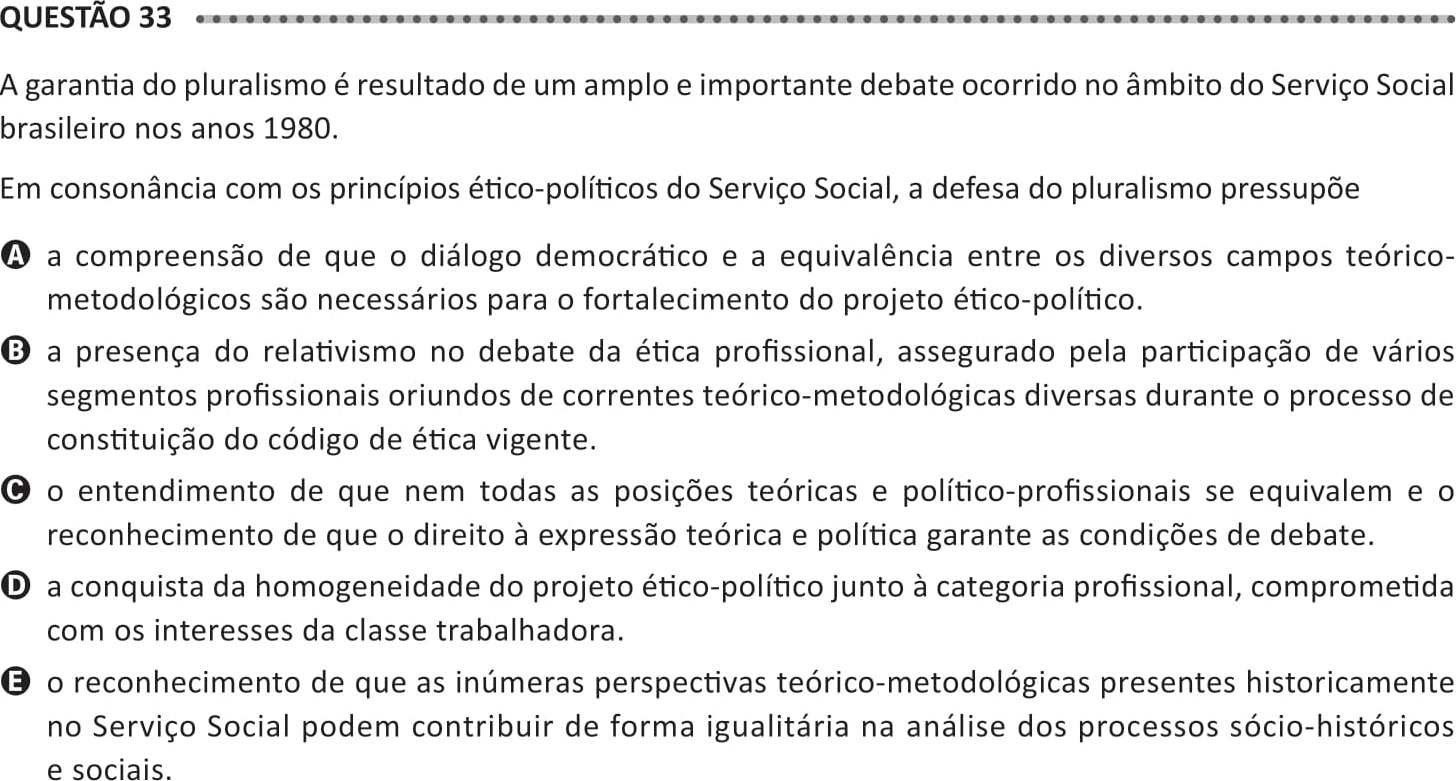 QUESTÃO 33
A garantia do pluralismo é resultado de um amplo e importante debate ocorrido no âmbito do Serviço Social
brasileiro nos anos 1980.
Em consonância com os princípios ético-políticos do Serviço Social, a defesa do pluralismo pressupõe
A a compreensão de que o diálogo democrático e a equivalência entre os diversos campos teórico-
metodológicos são necessários para o fortalecimento do projeto ético-político.
B a presença do relativismo no debate da ética profissional, assegurado pela participação de vários
segmentos profissionais oriundos de correntes teórico-metodológicas diversas durante o processo de
constituição do código de ética vigente.
C o entendimento de que nem todas as posições teóricas e político-profissionais se equivalem e o
reconhecimento de que o direito à expressão teórica e política garante as condições de debate.
D a conquista da homogeneidade do projeto ético-político junto à categoria profissional, comprometida
com os interesses da classe trabalhadora.
E o reconhecimento de que as inúmeras perspectivas teórico-metodológicas presentes historicamente
no Serviço Social podem contribuir de forma igualitária na análise dos processos sócio-históricos
e sociais.